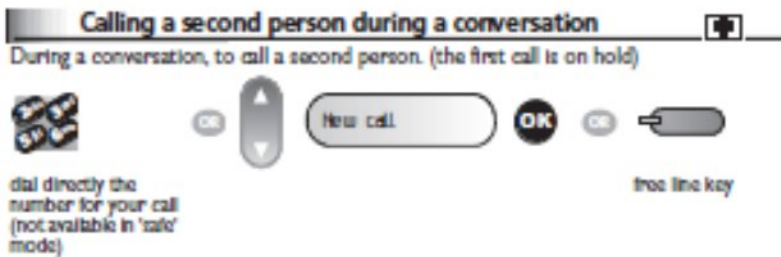 Calling a second person during a conversation
During a conversation, to call a second person. (the first call is on hold)
OR
New call
OK
OR
dial directly the
number for your call
(not available in 'safe'
mode)
free line key